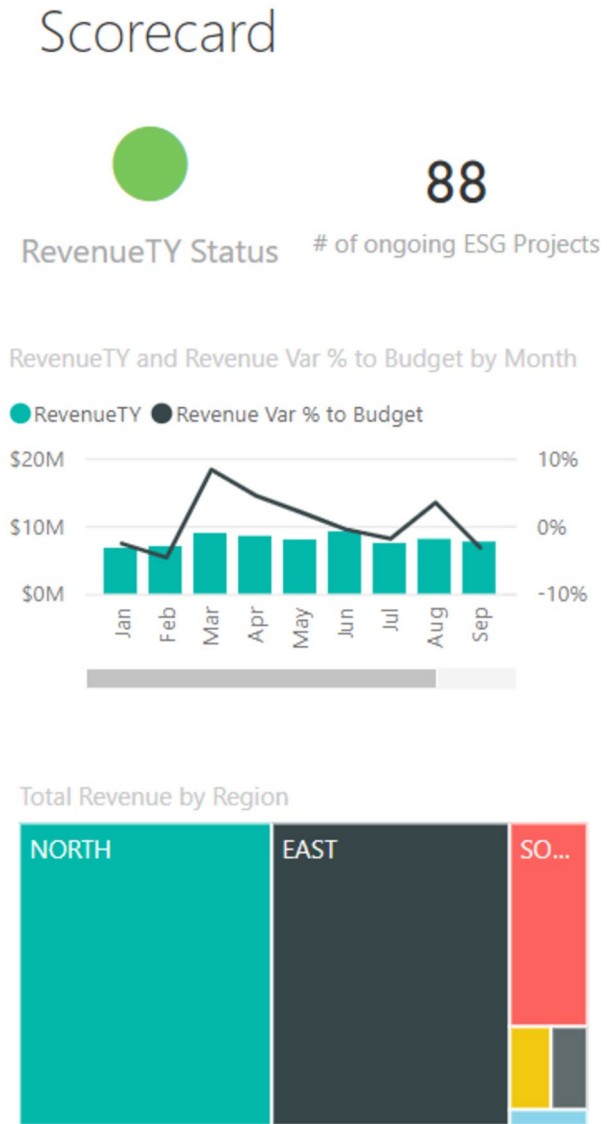 Scorecard
88
RevenueTY Status
# of ongoing ESG Projects
RevenueTY and Revenue Var % to Budget by Month
RevenueTY Revenue Var % to Budget
$20M 10%
$10M 0%
$0M -10%
Jan Feb Mar Apr May Jun Jul Aug Sep
Total Revenue by Region
NORTH EAST SO...